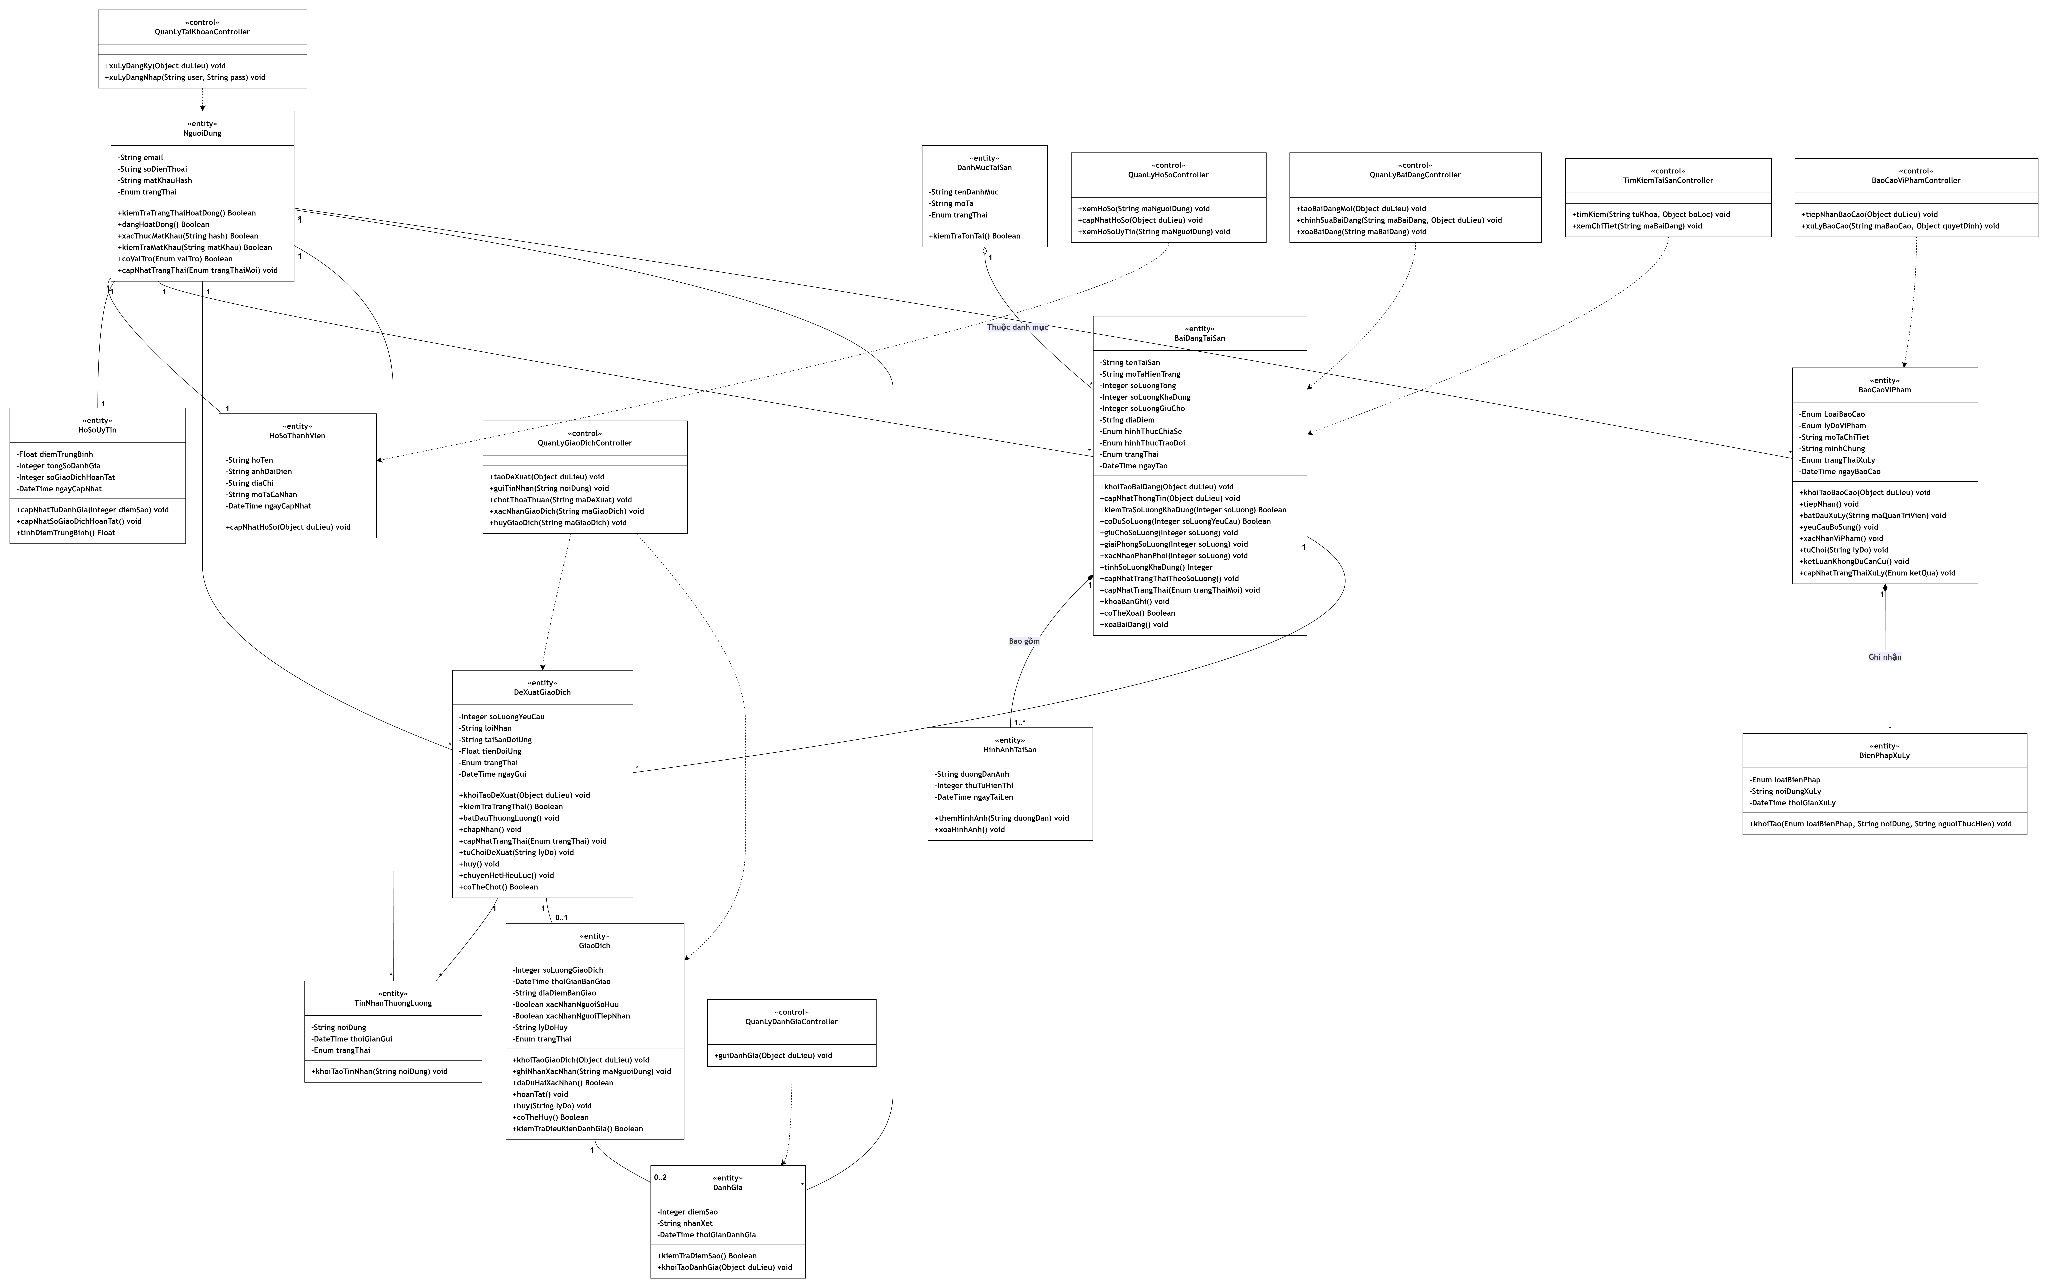 «control»
QuanLyTaiKhoanController
+xuLyDangKy(Object duLieu) void
+xuLyDangNhap(String user, String pass) void
«entity»
NguoiDung
-String email
-String soDienThoai
-String matKhauHash
-Enum trangThai
+kiemTraTrangThaiHoatDong() Boolean
+dangHoatDong() Boolean
+xacThucMatKhau(String hash) Boolean
+kiemTraMatKhau(String matKhau) Boolean
+coVaiTro(Enum vaiTro) Boolean
+capNhatTrangThai(Enum trangThaiMoi) void
1
1
1
1
1
1
«entity»
DanhMucTaiSan
-String tenDanhMuc
-String moTa
-Enum trangThai
+kiemTraTonTai() Boolean
1
«control»
QuanLyHoSoController
+xemHoSo(String maNguoiDung) void
+capNhatHoSo(Object duLieu) void
+xemHoSoUyTin(String maNguoiDung) void
«control»
QuanLyBaiDangController
+taoBaiDangMoi(Object duLieu) void
+chinhSuaBaiDang(String maBaiDang, Object duLieu) void
+xoaBaiDang(String maBaiDang) void
«control»
TimKiemTaiSanController
+timKiem(String tuKhoa, Object boLoc) void
+xemChiTiet(String maBaiDang) void
«control»
BaoCaoViPhamController
+tiepNhanBaoCao(Object duLieu) void
+xuLyBaoCao(String maBaoCao, Object quyetDinh) void
Thuộc danh mục
«entity»
BaiDangTaiSan
-String tenTaiSan
-String moTaHienTrang
-Integer soLuongTong
-Integer soLuongKhaDung
-Integer soLuongGiuCho
-String diaDiem
-Enum hinhThucChiaSe
-Enum hinhThucTraoDoi
-Enum trangThai
-DateTime ngayTao
+khoiTaoBaiDang(Object duLieu) void
+capNhatThongTin(Object duLieu) void
+kiemTraSoLuongKhaDung(Integer soLuong) Boolean
+coDuSoLuong(Integer soLuongYeuCau) Boolean
+giuChoSoLuong(Integer soLuong) void
+giaiPhongSoLuong(Integer soLuong) void
+xacNhanPhanPhoi(Integer soLuong) void
+tinhSoLuongKhaDung() Integer
+capNhatTrangThaiTheoSoLuong() void
+capNhatTrangThai(Enum trangThaiMoi) void
+khoaBanGhi() void
+coTheXoa() Boolean
+xoaBaiDang() void
1
1
«entity»
BaoCaoViPham
-Enum LoaiBaoCao
-Enum lyDoViPham
-String moTaChiTiet
-String minhChung
-Enum trangThaiXuLy
-DateTime ngayBaoCao
+khoiTaoBaoCao(Object duLieu) void
+tiepNhan() void
+batDauXuLy(String maQuanTriVien) void
+yeuCauBoSung() void
+xacNhanViPham() void
+tuChoi(String lyDo) void
+ketLuanKhongDuCanCu() void
+capNhatTrangThaiXuLy(Enum ketQua) void
1
1
«entity»
HoSoUyTin
-Float diemTrungBinh
-Integer tongSoDanhGia
-Integer soGiaoDichHoanTat
-DateTime ngayCapNhat
+capNhatTuDanhGia(Integer diemSao) void
+capNhatSoGiaoDichHoanTat() void
+tinhDiemTrungBinh() Float
1
«entity»
HoSoThanhVien
-String hoTen
-String anhDaiDien
-String diaChi
-String moTaCaNhan
-DateTime ngayCapNhat
+capNhatHoSo(Object duLieu) void
«control»
QuanLyGiaoDichController
+taoDeXuat(Object duLieu) void
+guiTinNhan(String noiDung) void
+chotThoaThuan(String maDeXuat) void
+xacNhanGiaoDich(String maGiaoDich) void
+huyGiaoDich(String maGiaoDich) void
Bao gồm
Ghi nhận
«entity»
DeXuatGiaoDich
-Integer soLuongYeuCau
-String loiNhan
-String taiSanDoiUng
-Float tienDoiUng
-Enum trangThai
-DateTime ngayGui
+khoiTaoDeXuat(Object duLieu) void
+kiemTraTrangThai() Boolean
+batDauThuongLuong() void
+chapNhan() void
+capNhatTrangThai(Enum trangThai) void
+tuChoiDeXuat(String lyDo) void
+huy() void
+chuyenHetHieuLuc() void
+coTheChot() Boolean
*
*
1
1
1..*
«entity»
HinhAnhTaiSan
-String duongDanAnh
-Integer thuTuHienThi
-DateTime ngayTaiLen
+themHinhAnh(String duongDan) void
+xoaHinhAnh() void
*
«entity»
BienPhapXuLy
-Enum loaiBienPhap
-String noiDungXuLy
-DateTime thoiGianXuLy
+khoiTao(Enum loaiBienPhap, String noiDung, String nguoiThucHien) void
0..1
«entity»
GiaoDich
-Integer soLuongGiaoDich
-DateTime thoiGianBanGiao
-String diaDiemBanGiao
-Boolean xacNhanNguoiSoHuu
-Boolean xacNhanNguoiTiepNhan
-String lyDoHuy
-Enum trangThai
+khoiTaoGiaoDich(Object duLieu) void
+ghiNhanXacNhan(String maNguoiDung) void
+daDuHaiXacNhan() Boolean
+hoanTat() void
+huy(String lyDo) void
+coTheHuy() Boolean
+kiemTraDieuKienDanhGia() Boolean
1
*
*
«entity»
TinNhanThuongLuong
-String noiDung
-DateTime thoiGianGui
-Enum trangThai
+khoiTaoTinNhan(String noiDung) void
«control»
QuanLyDanhGiaController
+guiDanhGia(Object duLieu) void
0..2
*
«entity»
DanhGia
-Integer diemSao
-String nhanXet
-DateTime thoiGianDanhGia
+kiemTraDiemSao() Boolean
+khoiTaoDanhGia(Object duLieu) void